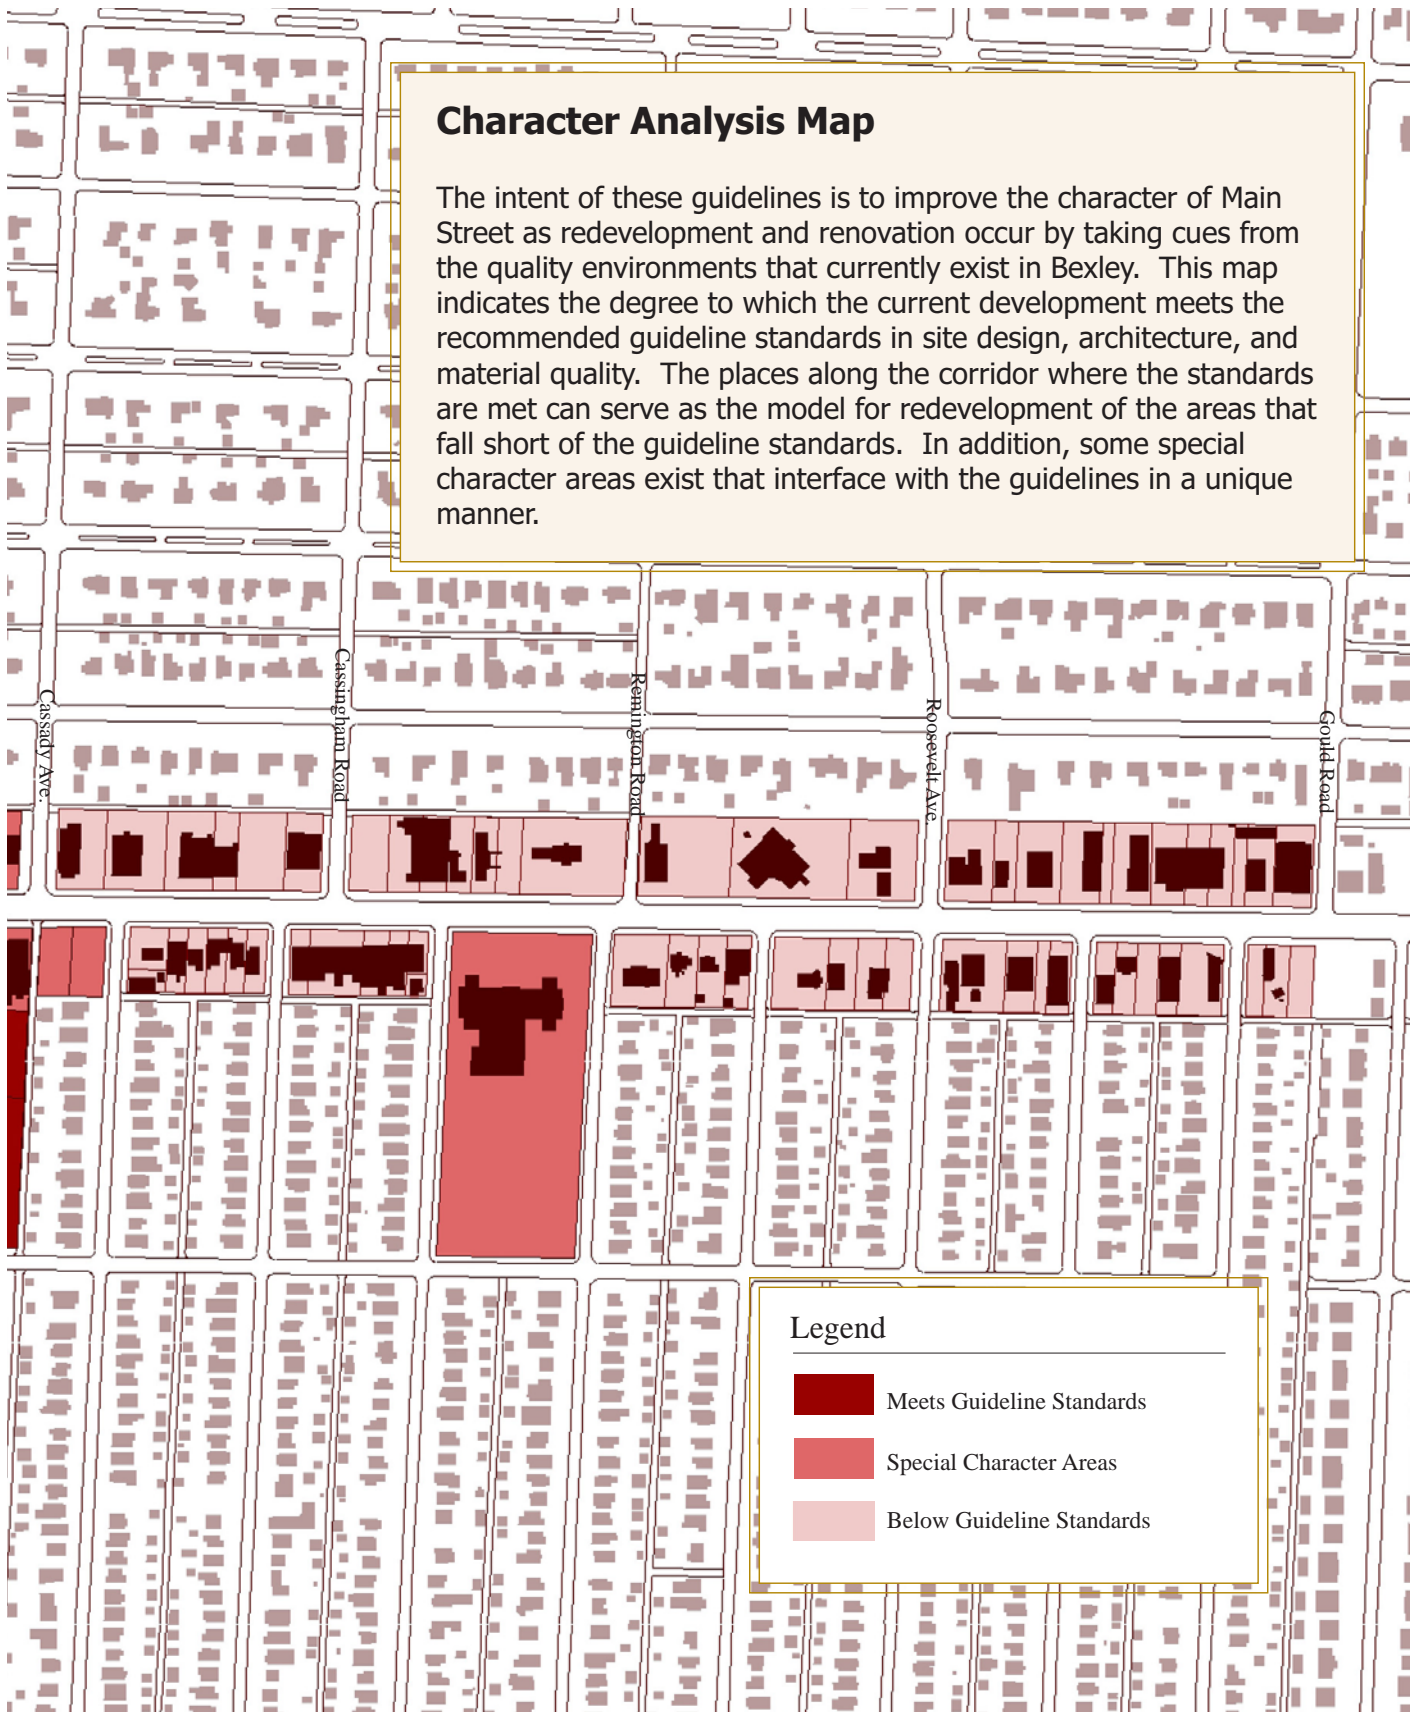 Character Analysis Map
The intent of these guidelines is to improve the character of Main
Street as redevelopment and renovation occur by taking cues from
the quality environments that currently exist in Bexley. This map
indicates the degree to which the current development meets the
recommended guideline standards in site design, architecture, and
material quality. The places along the corridor where the standards
are met can serve as the model for redevelopment of the areas that
fall short of the guideline standards. In addition, some special
character areas exist that interface with the guidelines in a unique
manner.
Cassady Ave.
Cassingham Road
Remington Road
Roosevelt Ave.
Gould Road
Legend
Meets Guideline Standards
Special Character Areas
Below Guideline Standards